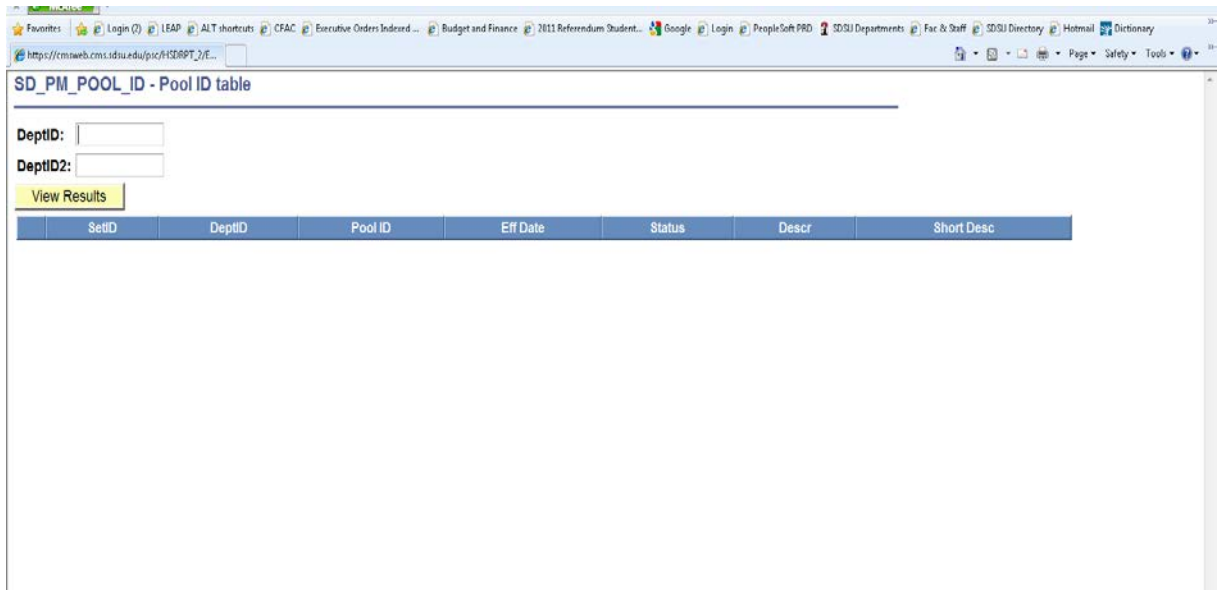 McAfee
Favorites Login (2) LEAP ALT shortcuts CFAC Executive Orders Indexed ... Budget and Finance 2011 Referendum Student... Google Login PeopleSoft PRD SDSU Departments Fac & Staff SDSU Directory Hotmail Dictionary
https://cmsweb.cms.sdsu.edu/psc/HSDRPT_2/E... Page Safety Tools
SD_PM_POOL_ID - Pool ID table
DeptID:
DeptID2:
View Results
SetID DeptID Pool ID Eff Date Status Descr Short Desc